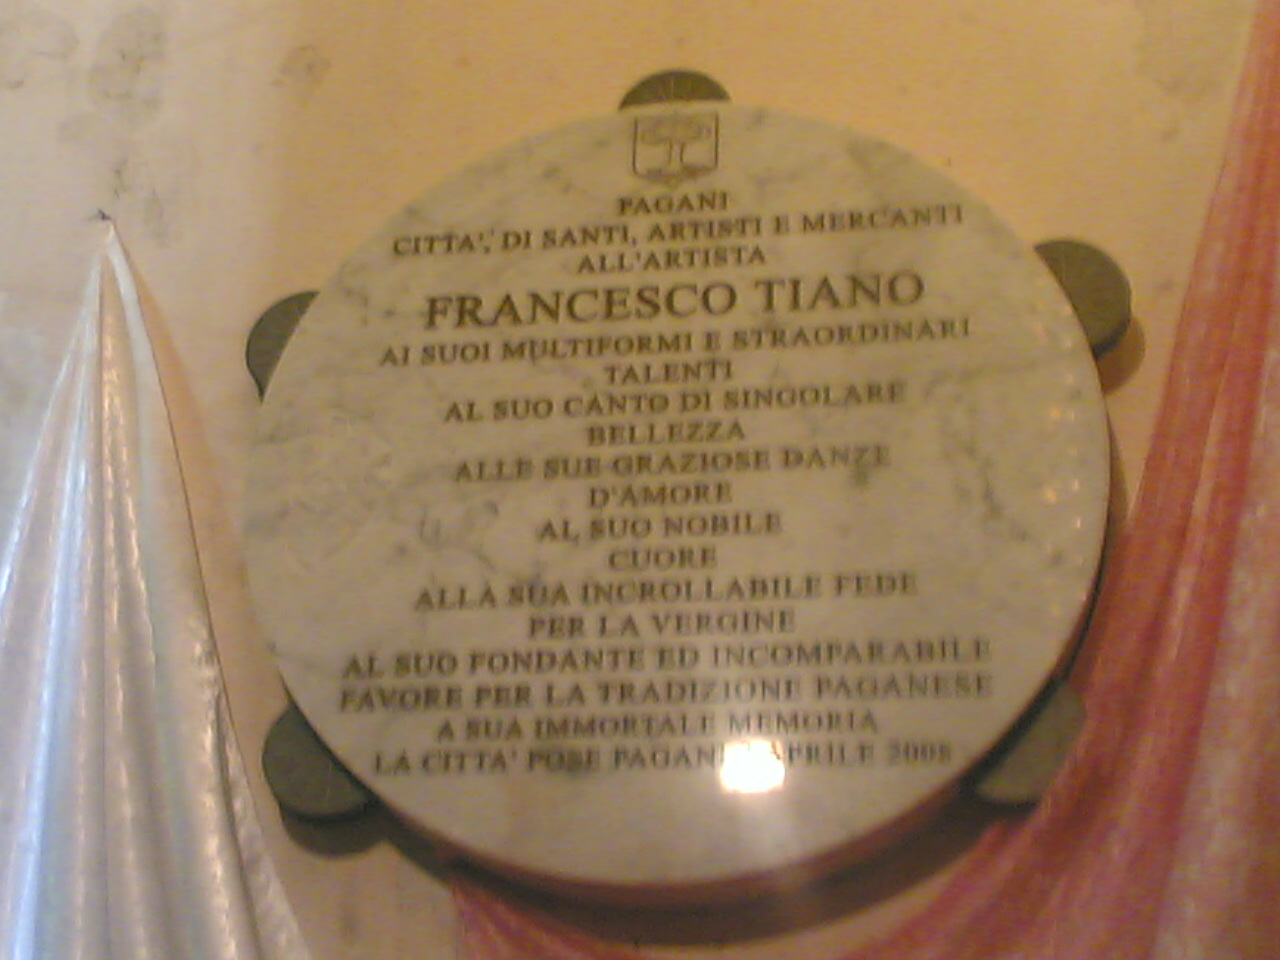 PAGANI
CITTA', DI SANTI, ARTISTI E MERCANTI
ALL'ARTISTA
FRANCESCO TIANO
AI SUOI MULTIFORMI E STRAORDINARI
TALENTI
AL SUO CANTO DI SINGOLARE
BELLEZZA
ALLE SUE GRAZIOSE DANZE
D'AMORE
AL SUO NOBILE
CUORE
ALLA SUA INCROLLABILE FEDE
PER LA VERGINE
AL SUO FONDANTE ED INCOMPARABILE
FAVORE PER LA TRADIZIONE PAGANESE
A SUA IMMORTALE MEMORIA
LA CITTA' POSE PAGANI APRILE